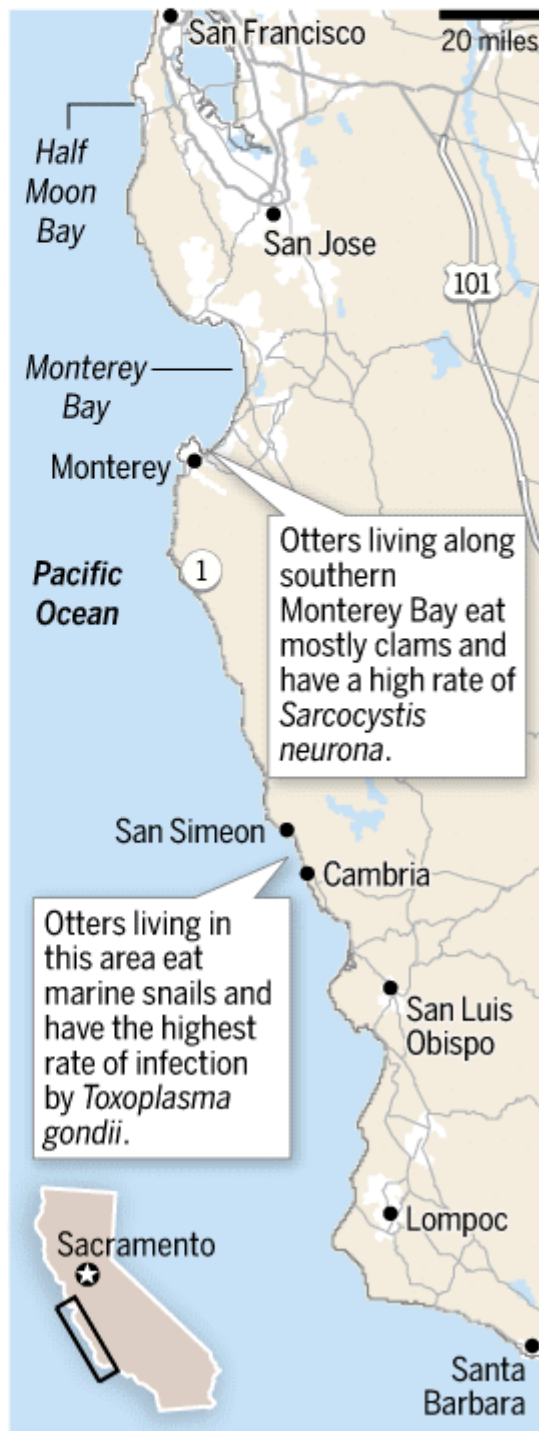 San Francisco
20 miles
Half
Moon
Bay
San Jose
101
Monterey
Bay
Monterey
Otters living along
southern
Monterey Bay eat
mostly clams and
have a high rate of
Sarcocystis
neurona.
Pacific
Ocean
1
San Simeon
Cambria
Otters living in
this area eat
marine snails and
have the highest
rate of infection
by Toxoplasma
gondii.
San Luis
Obispo
Lompoc
Sacramento
Santa
Barbara